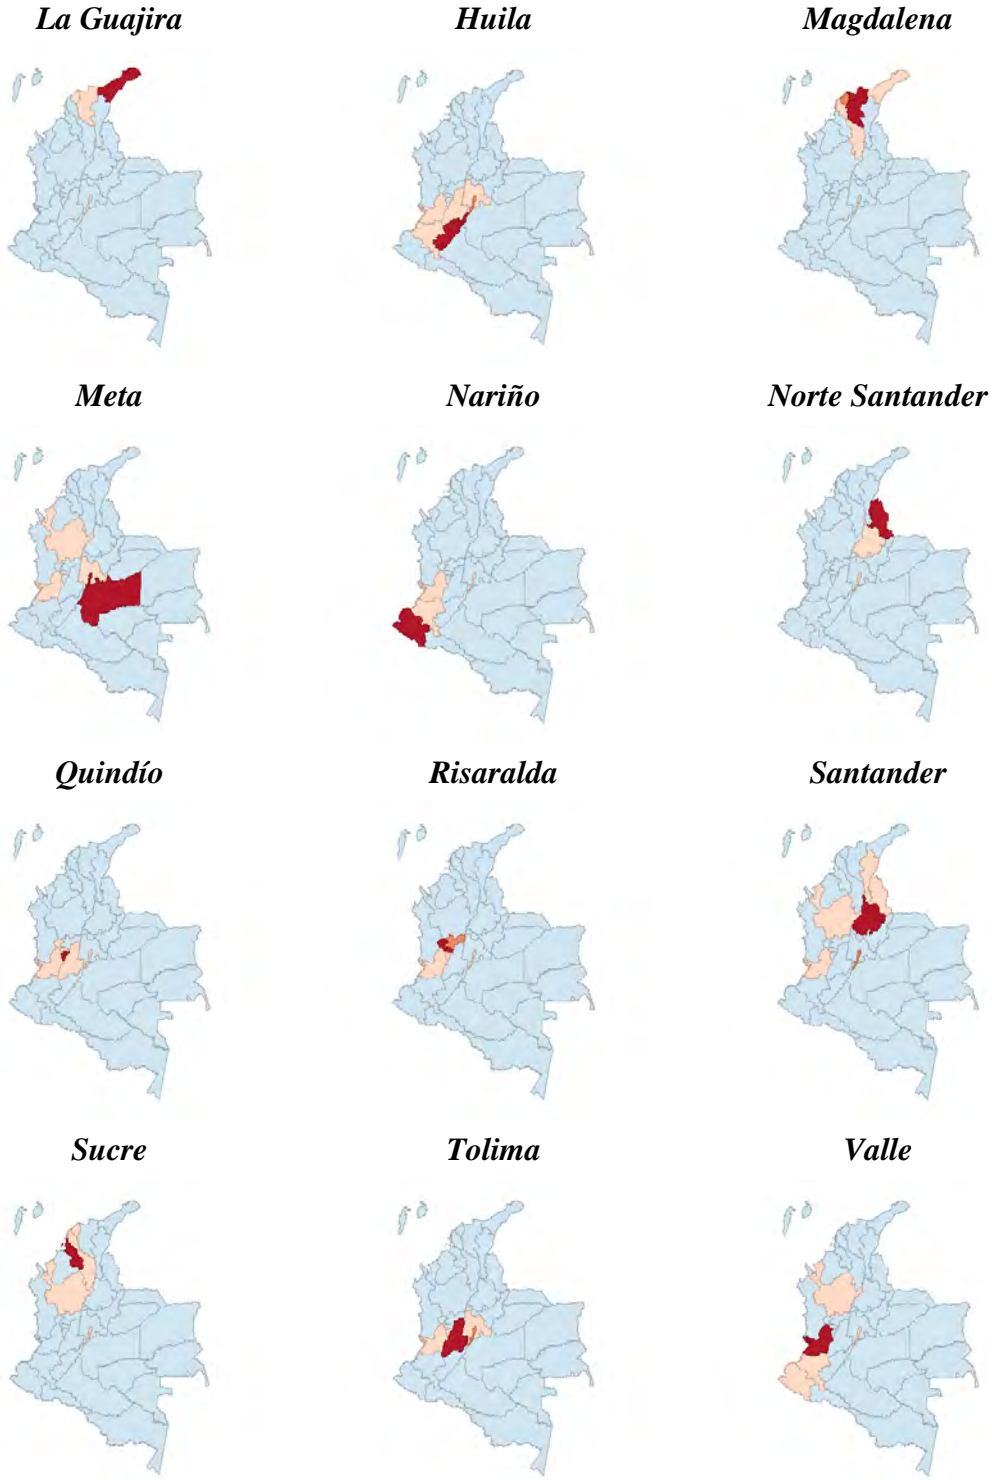 La Guajira Huila Magdalena
Meta Nariño Norte Santander
Quindío Risaralda Santander
Sucre Tolima Valle